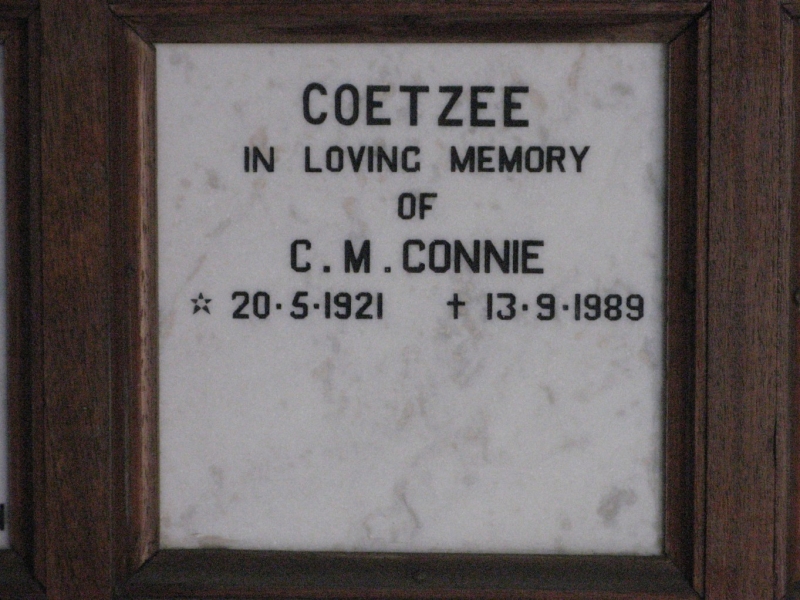 COETZEE
IN LOVING MEMORY
OF
C.M. CONNIE
☆ 20·5·1921 † 13·9·1989